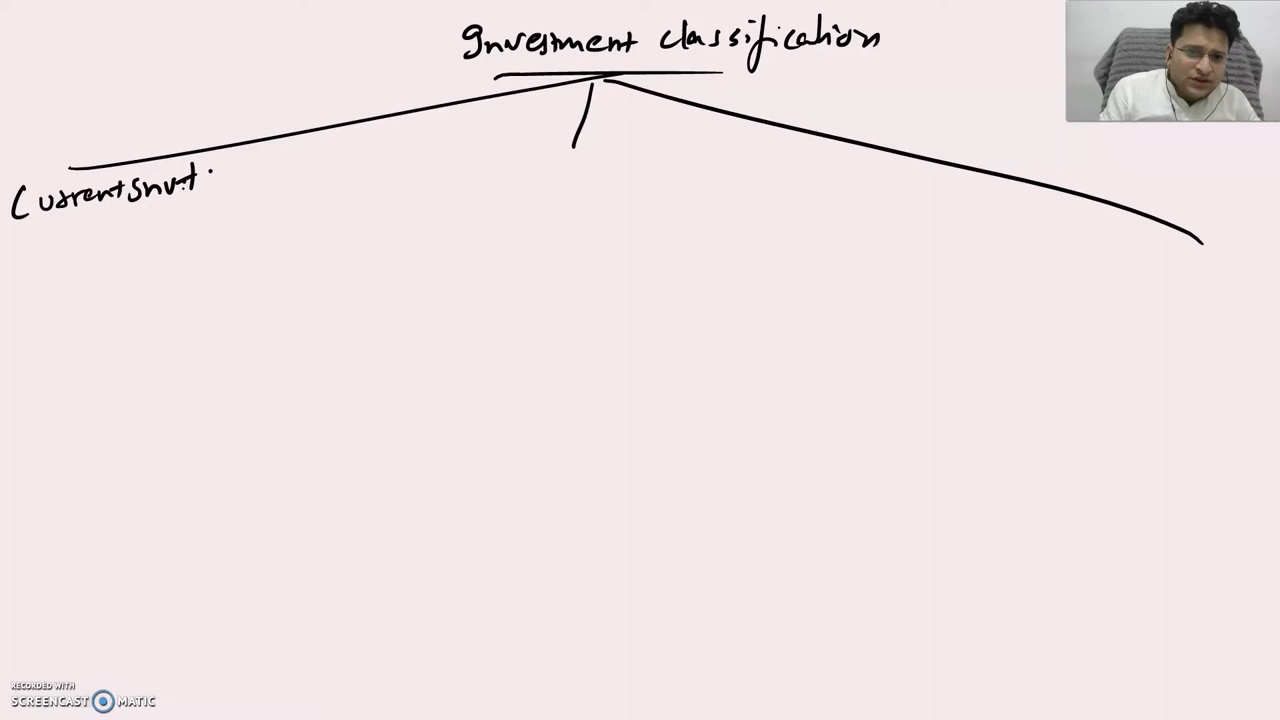 Investment classification
Current Invt.
RECORDED WITH
SCREENCAST MATIC